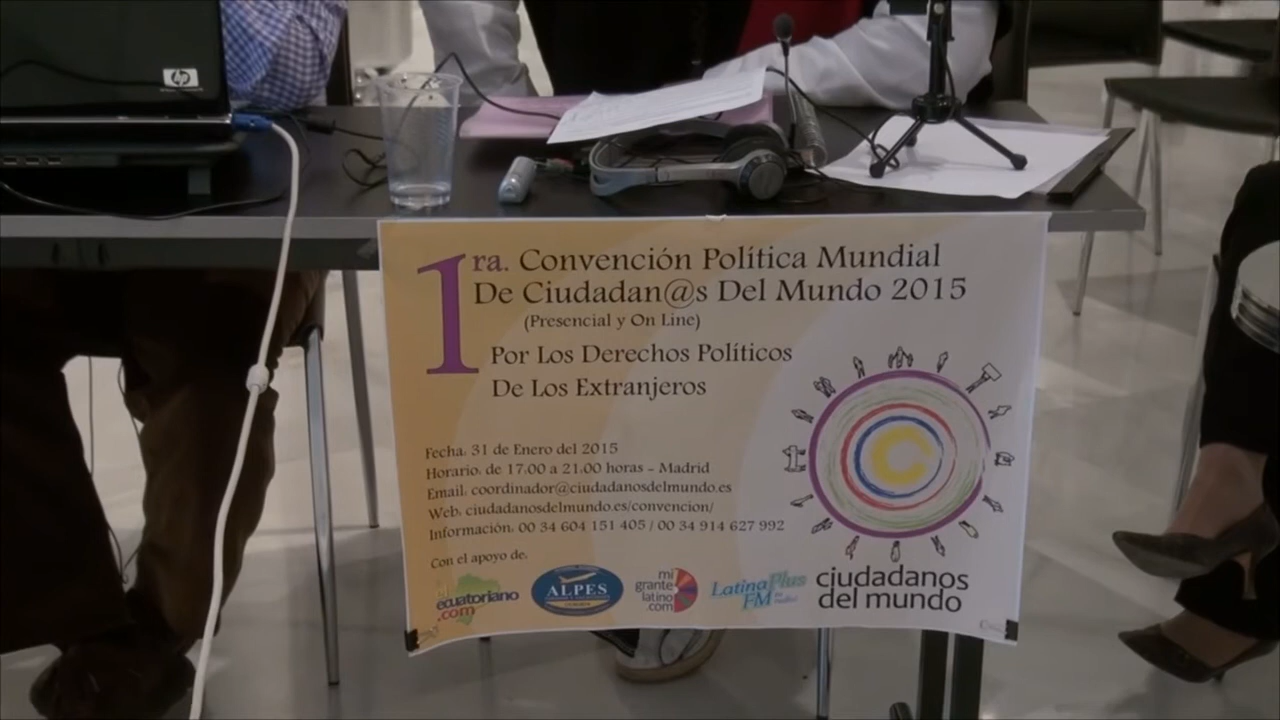 hp
1ra. Convención Política Mundial
De Ciudadan@s Del Mundo 2015
(Presencial y On Line)
Por Los Derechos Políticos
De Los Extranjeros
Fecha. 31 de Enero del 2015
Horario. de 17.00 a 21.00 horas - Madrid
Email. coordinador@ciudadanosdelmundo.es
Web. ciudadanosdelmundo.es/convencion/
Información. 00 34 604 151 405 / 00 34 914 627 992
Con el apoyo de.
ecuatoriano
.com
ALPES
mi
grante
latino
.com
Latina Plus
FM
ciudadanos
del mundo